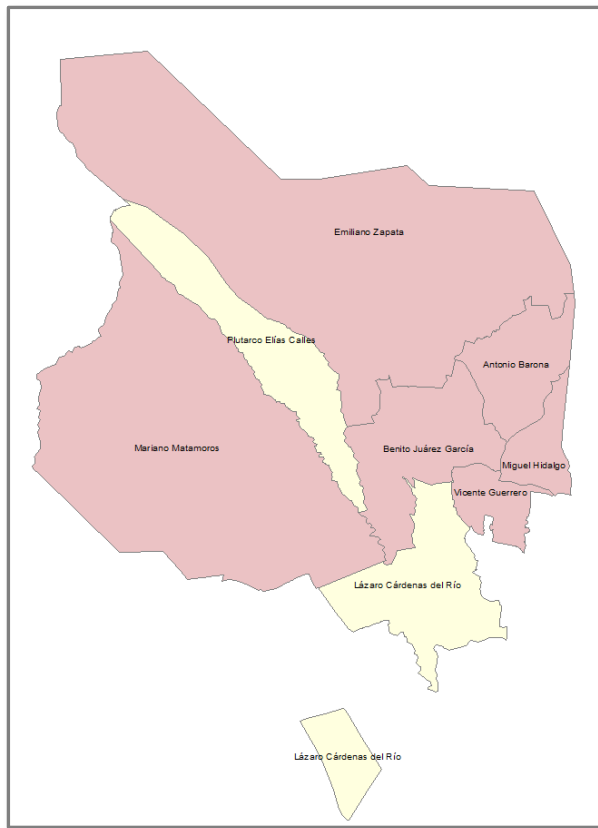 Emiliano Zapata
Plutarco Elías Calles
Antonio Barona
Mariano Matamoros
Benito Juárez García
Miguel Hidalgo
Vicente Guerrero
Lázaro Cárdenas del Río
Lázaro Cárdenas del Río